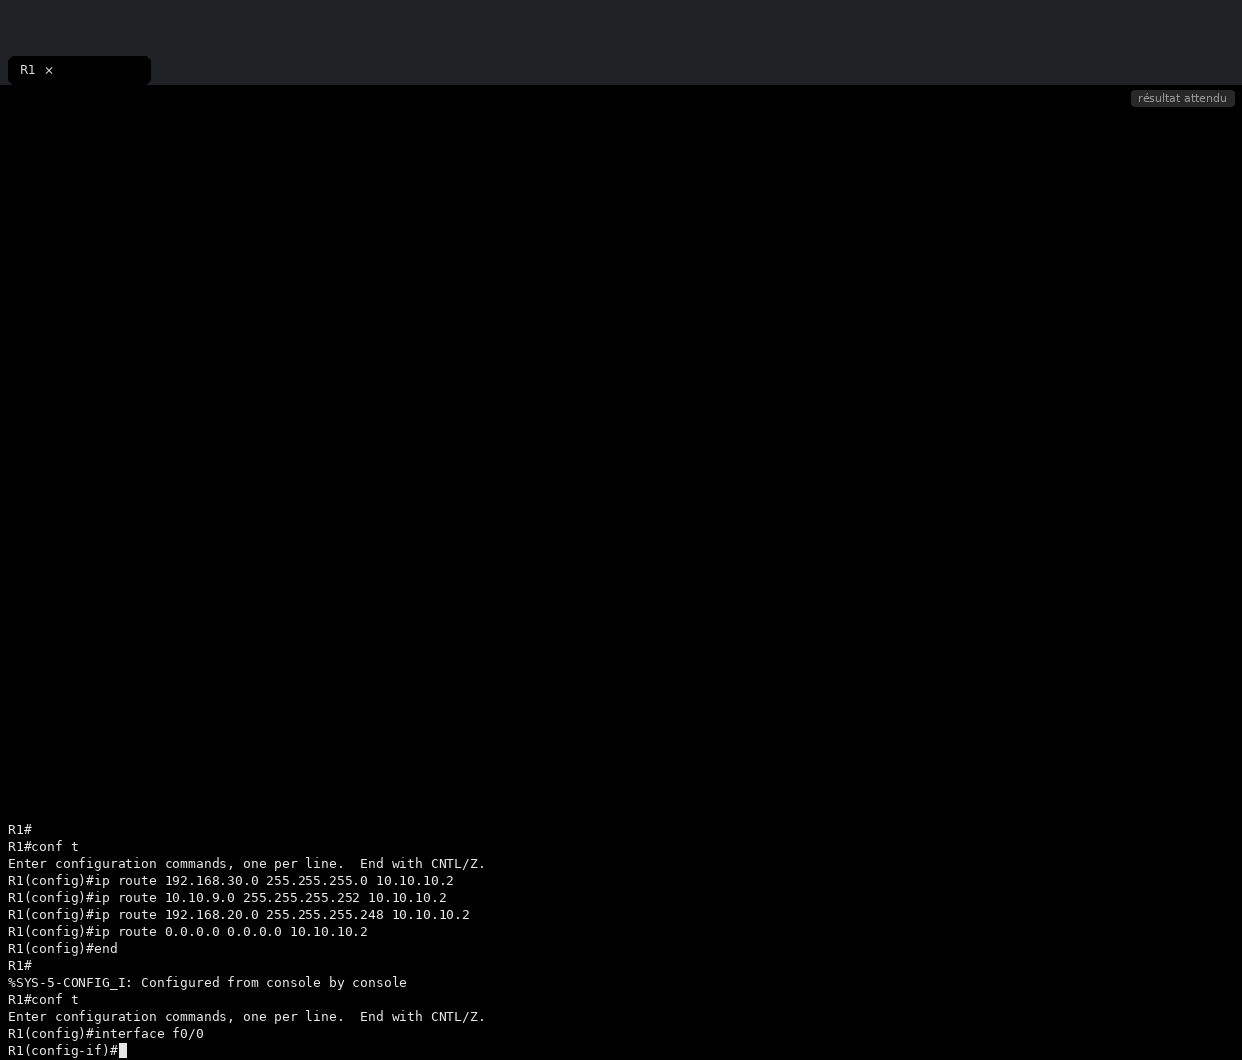 R1 ×
résultat attendu
R1#
R1#conf t
Enter configuration commands, one per line.  End with CNTL/Z.
R1(config)#ip route 192.168.30.0 255.255.255.0 10.10.10.2
R1(config)#ip route 10.10.9.0 255.255.255.252 10.10.10.2
R1(config)#ip route 192.168.20.0 255.255.255.248 10.10.10.2
R1(config)#ip route 0.0.0.0 0.0.0.0 10.10.10.2
R1(config)#end
R1#
%SYS-5-CONFIG_I: Configured from console by console
R1#conf t
Enter configuration commands, one per line.  End with CNTL/Z.
R1(config)#interface f0/0
R1(config-if)#